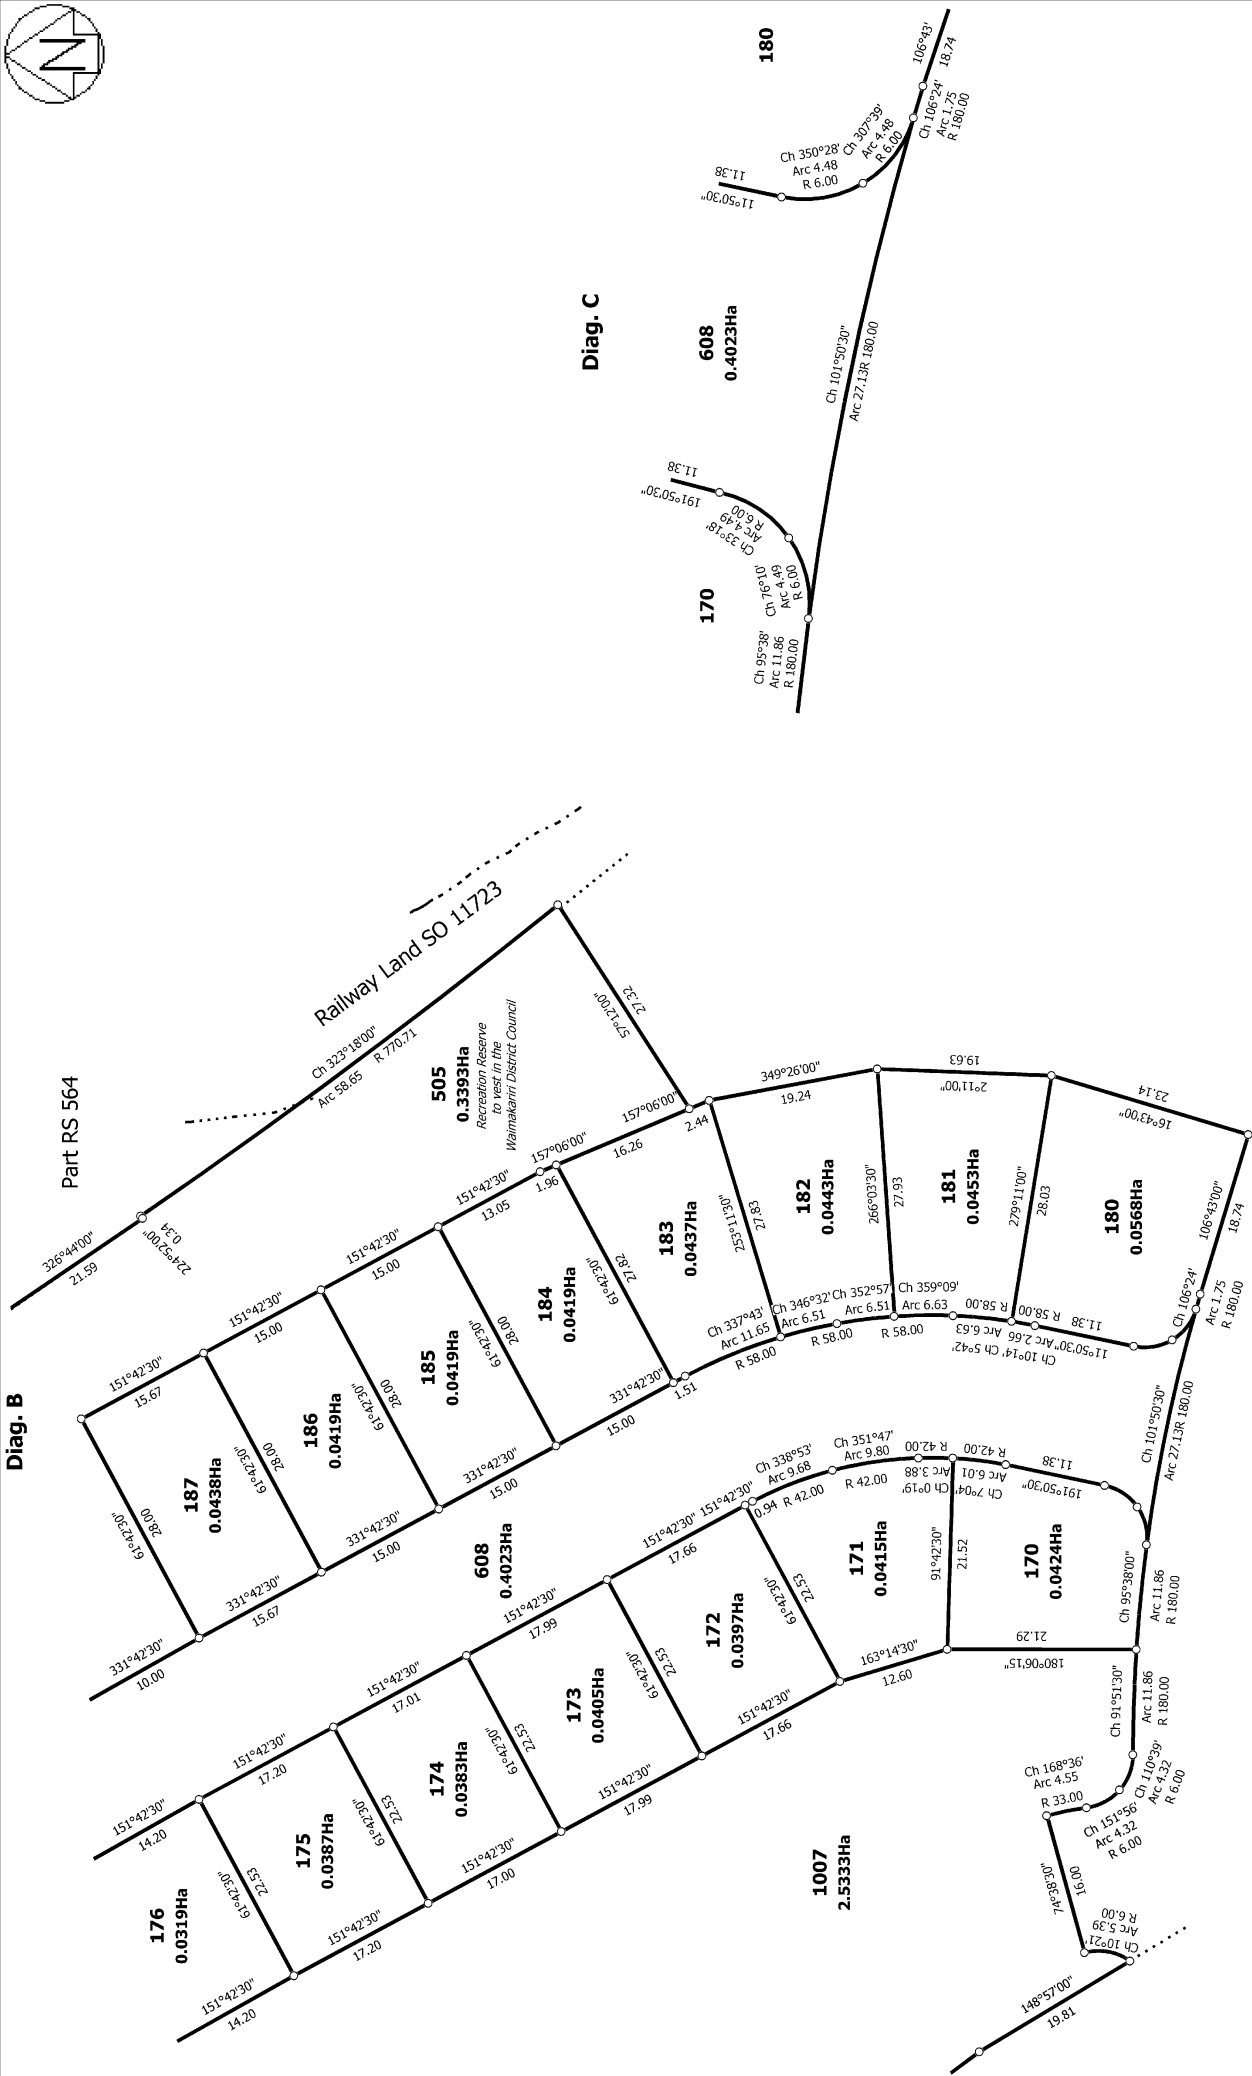 N
Diag. B
Part RS 564
Railway Land SO 11723
326°44'00"
21.59
224°52'00"
0.34
Ch 323°18'00"
Arc 58.65
R 770.71
505
0.3393Ha
Recreation Reserve
to vest in the
Waimakariri District Council
57°12'00"
27.32
151°42'30"
15.67
151°42'30"
15.00
151°42'30"
15.00
151°42'30"
13.05
157°06'00"
1.96
16.26
157°06'00"
2.44
349°26'00"
19.24
2°11'00"
19.63
16°43'00"
23.14
106°43'00"
18.74
61°42'30"
28.00
187
0.0438Ha
61°42'30"
28.00
186
0.0419Ha
61°42'30"
28.00
185
0.0419Ha
61°42'30"
28.00
184
0.0419Ha
61°42'30"
27.82
183
0.0437Ha
253°11'30"
27.83
182
0.0443Ha
266°03'30"
27.93
181
0.0453Ha
279°11'00"
28.03
180
0.0568Ha
331°42'30"
10.00
331°42'30"
15.67
331°42'30"
15.00
331°42'30"
15.00
331°42'30"
15.00
1.51
Ch 337°43'
Arc 11.65
R 58.00
Ch 346°32'
Arc 6.51
R 58.00
Ch 352°57'
Arc 6.51
R 58.00
Ch 359°09'
Arc 6.63
R 58.00
Arc 6.63
Ch 5°42'
R 58.00
Arc 2.66
Ch 10°14'
11.38
11°50'30"
Ch 106°24'
Arc 1.75
R 180.00
Ch 101°50'30"
Arc 27.13
R 180.00
608
0.4023Ha
151°42'30"
14.20
151°42'30"
17.20
151°42'30"
17.01
151°42'30"
17.99
151°42'30"
17.66
151°42'30"
0.94
Ch 338°53'
Arc 9.68
R 42.00
Ch 351°47'
Arc 9.80
R 42.00
R 42.00
Arc 3.88
Ch 0°19'
R 42.00
Arc 6.01
Ch 7°04'
11.38
191°50'30"
176
0.0319Ha
61°42'30"
22.53
175
0.0387Ha
61°42'30"
22.53
174
0.0383Ha
61°42'30"
22.53
173
0.0405Ha
61°42'30"
22.53
172
0.0397Ha
61°42'30"
22.53
171
0.0415Ha
91°42'30"
21.52
170
0.0424Ha
151°42'30"
14.20
151°42'30"
17.20
151°42'30"
17.00
151°42'30"
17.99
151°42'30"
17.66
163°14'30"
12.60
21.29
180°06'15"
Ch 95°38'00"
Arc 11.86
R 180.00
Ch 91°51'30"
Arc 11.86
R 180.00
Ch 110°39'
Arc 4.32
R 6.00
Ch 151°56'
Arc 4.32
R 6.00
Ch 168°36'
Arc 4.55
R 33.00
74°38'30"
16.00
R 6.00
Arc 5.39
Ch 10°21'
148°57'00"
19.81
1007
2.5333Ha
Diag. C
170
608
0.4023Ha
180
Ch 95°38'
Arc 11.86
R 180.00
Ch 76°10'
Arc 4.49
R 6.00
Ch 33°18'
Arc 4.49
R 6.00
191°50'30"
11.38
Ch 101°50'30"
Arc 27.13
R 180.00
11°50'30"
11.38
Ch 350°28'
Arc 4.48
R 6.00
Ch 307°39'
Arc 4.48
R 6.00
Ch 106°24'
Arc 1.75
R 180.00
106°43'
18.74